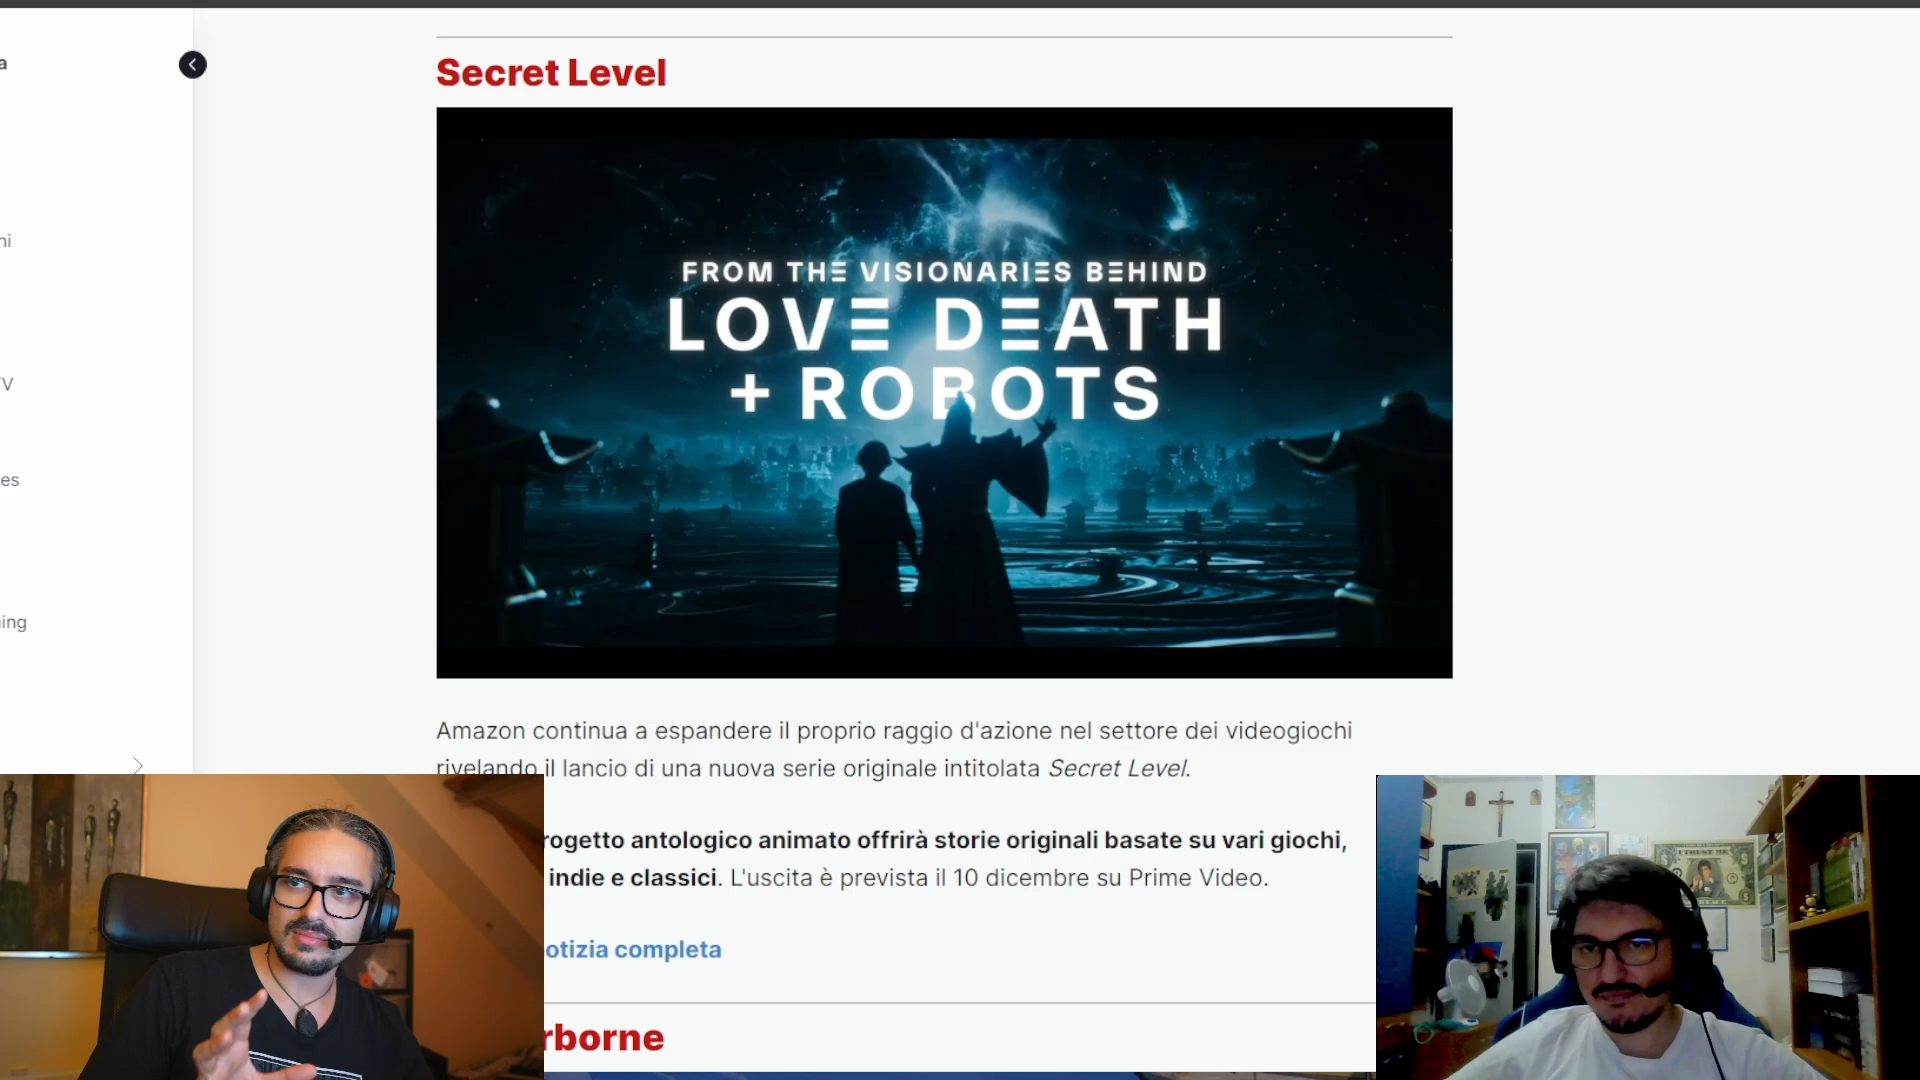 a
Secret Level
FROM THE VISIONARIES BEHIND
LOVE DEATH
+ ROBOTS
ni
TV
es
ing
Amazon continua a espandere il proprio raggio d'azione nel settore dei videogiochi
rivelando il lancio di una nuova serie originale intitolata Secret Level.
rogetto antologico animato offrirà storie originali basate su vari giochi,
indie e classici. L'uscita è prevista il 10 dicembre su Prime Video.
otizia completa
rborne